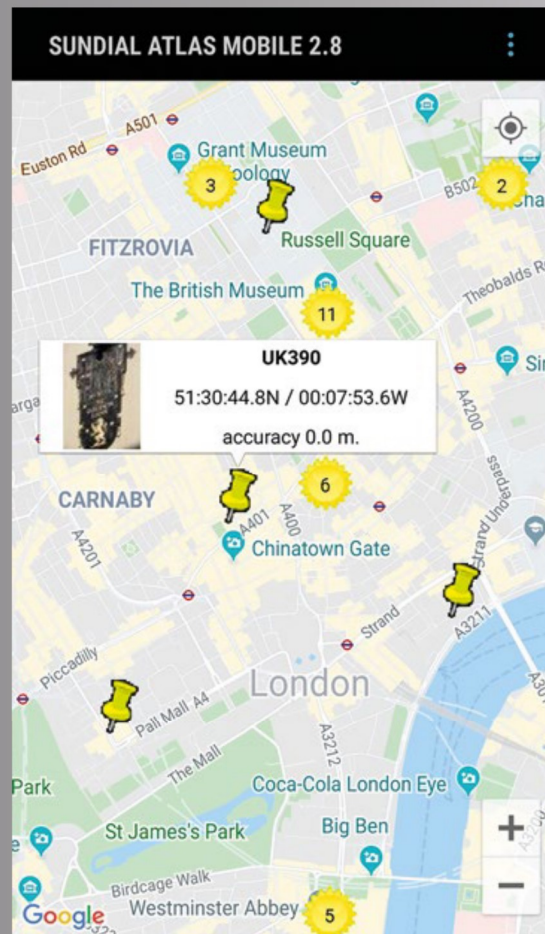 SUNDIAL ATLAS MOBILE 2.8
A501
Euston Rd
Grant Museum
3
2
B502
FITZROVIA
Russell Square
The British Museum
Theobalds R
11
UK390
51:30:44.8N / 00:07:53.6W
accuracy 0.0 m.
Sir
A4200
6
CARNABY
A401
A400
A4201
Chinatown Gate
Strand Underpass
Strand
A3211
Piccadilly
Pall Mall
A4
London
The Mall
A3212
Park
Coca-Cola London Eye
St James's Park
Big Ben
A3200
+
Birdcage Walk
−
Google
Westminster Abbey
5